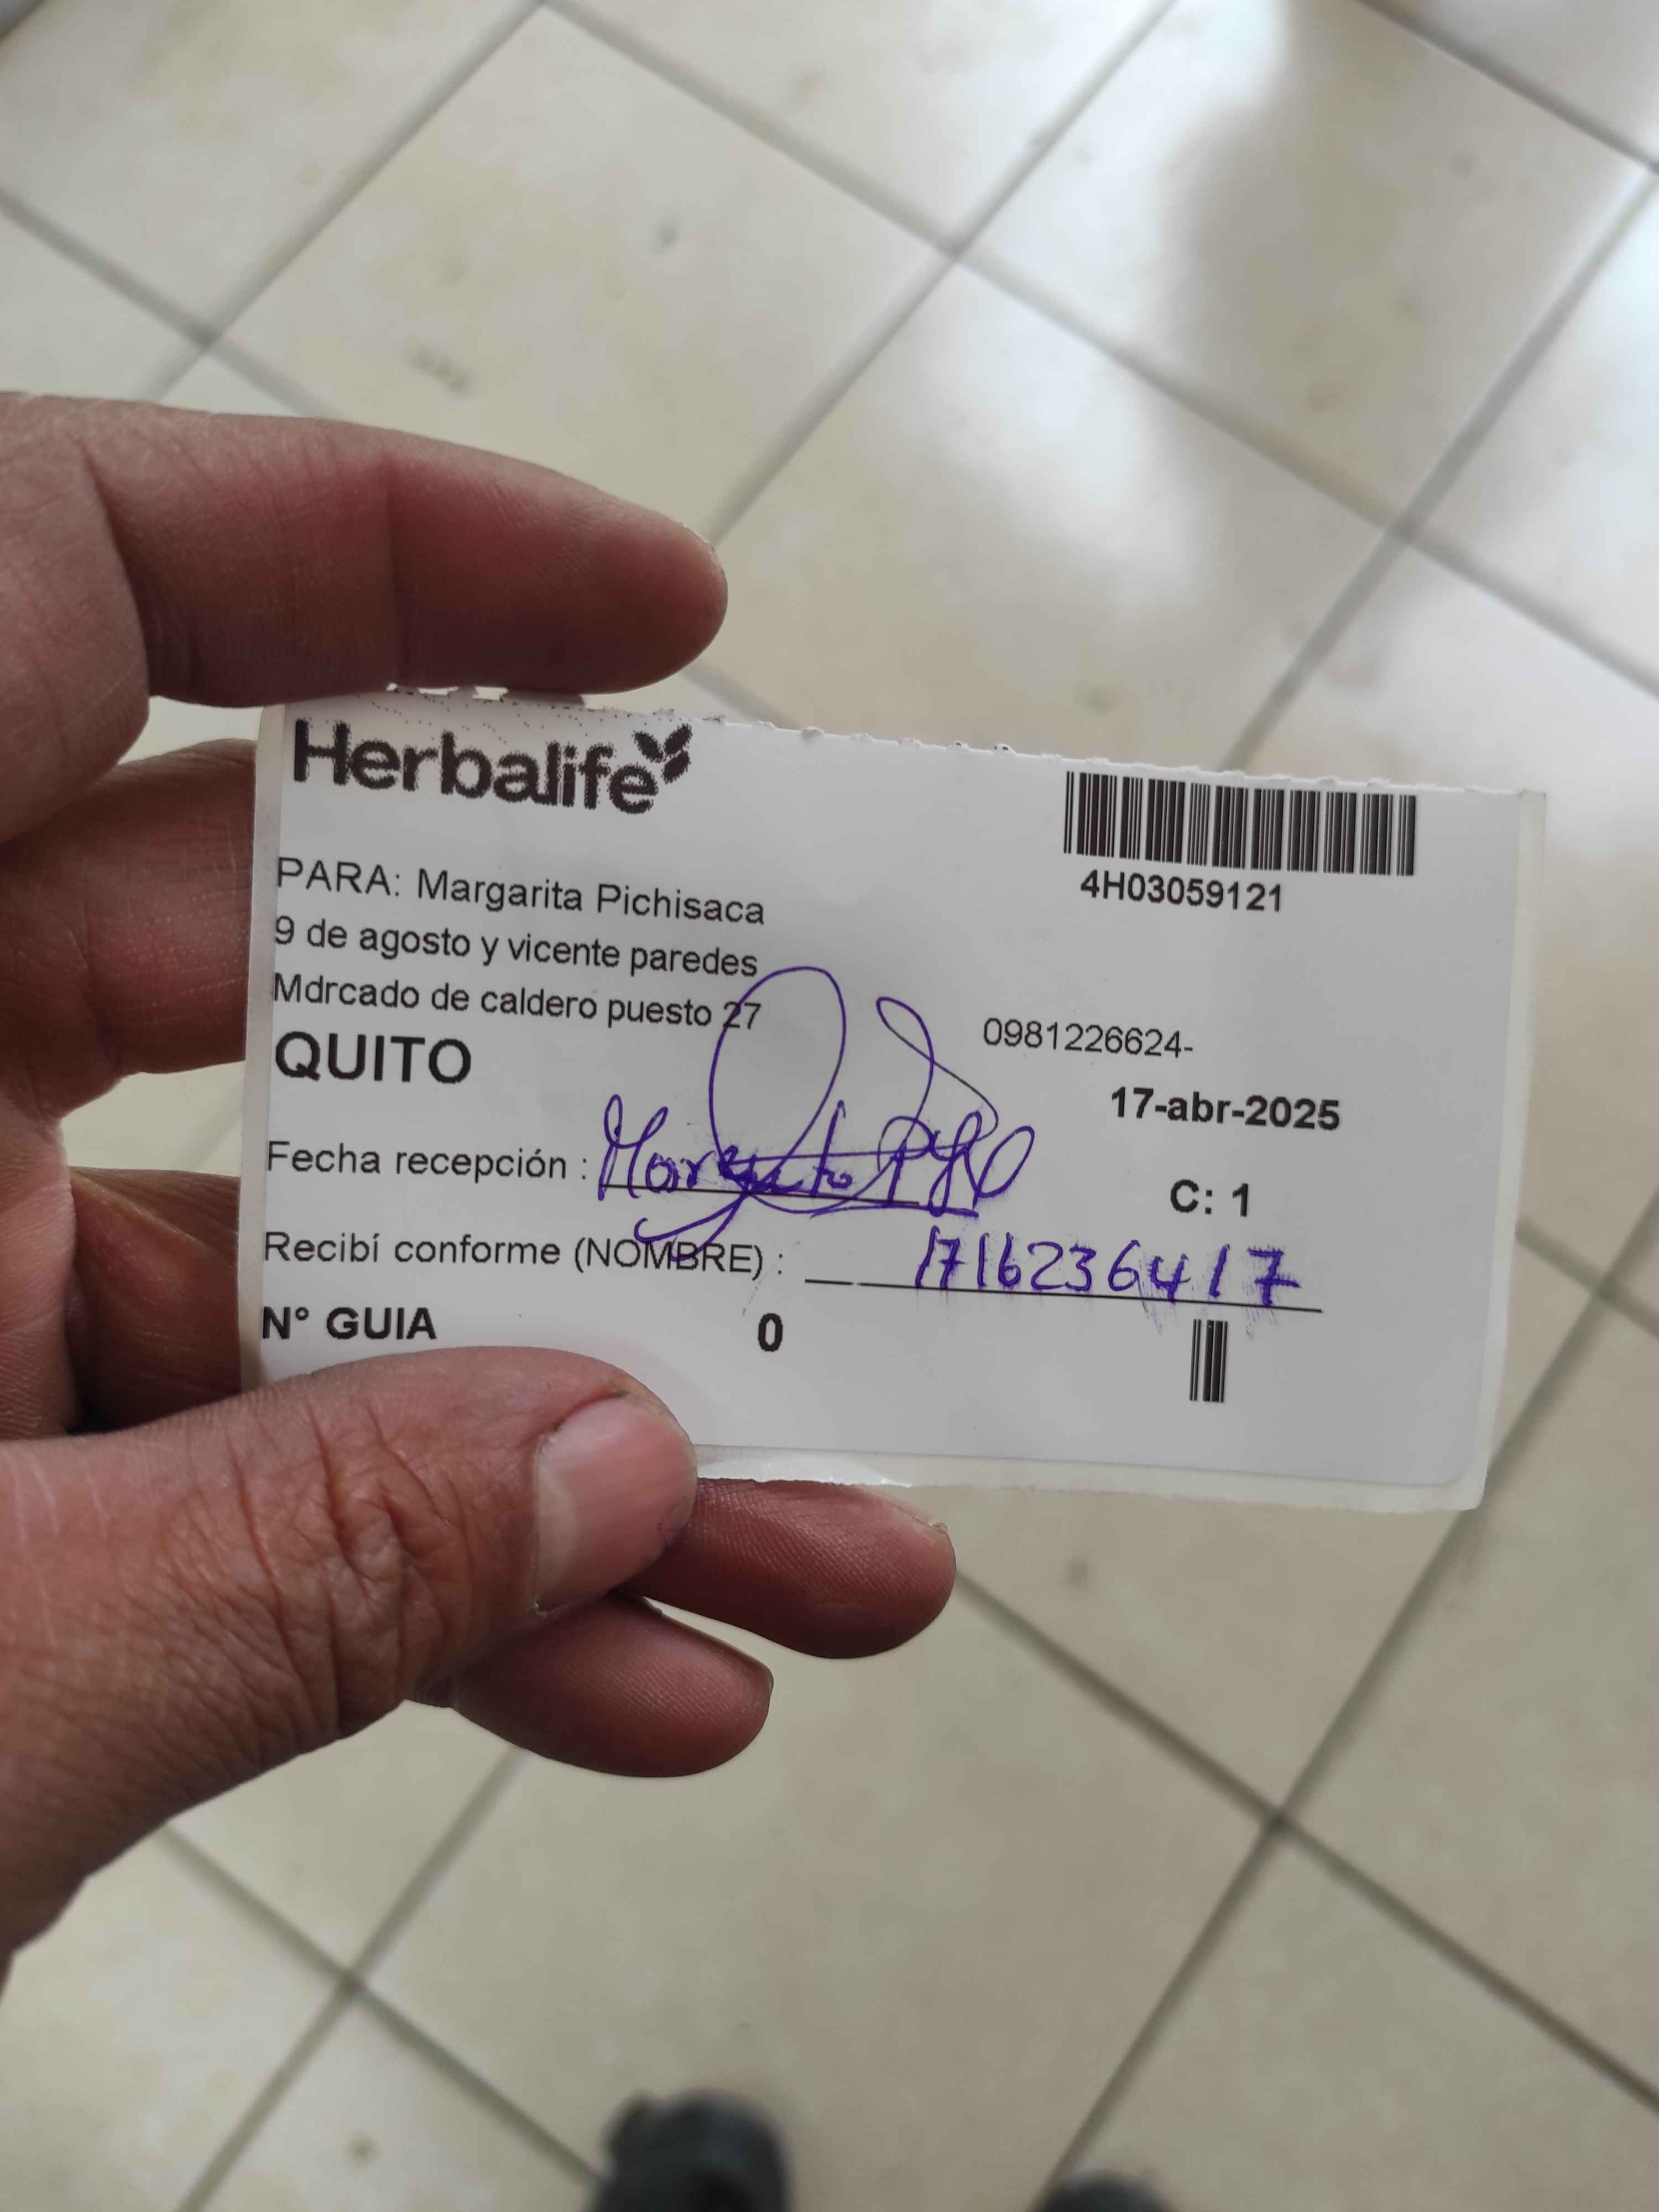 Herbalife
4H03059121
PARA: Margarita Pichisaca
9 de agosto y vicente paredes
Mdrcado de caldero puesto 27
0981226624-
QUITO
17-abr-2025
Fecha recepción :
C: 1
Recibí conforme (NOMBRE) : 1716236417
N° GUIA 0